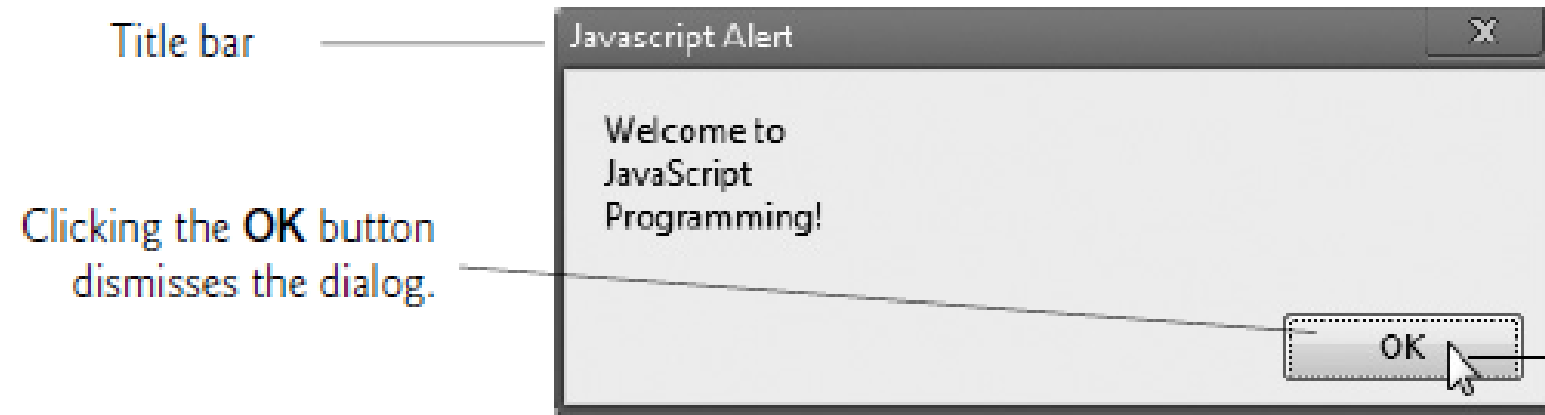 Title bar
Javascript Alert
X
Welcome to
JavaScript
Programming!
Clicking the OK button
dismisses the dialog.
OK